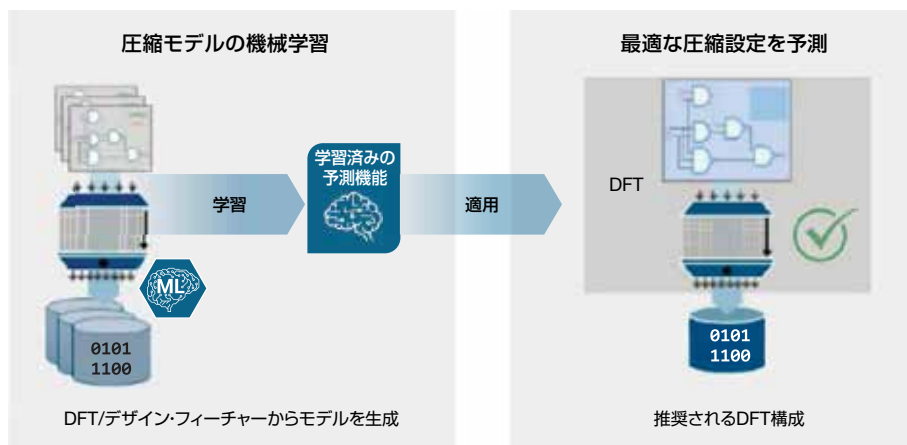 圧縮モデルの機械学習
最適な圧縮設定を予測
学習済みの
予測機能
学習
適用
DFT
ML
0101
1100
0101
1100
DFT/デザイン・フィーチャーからモデルを生成
推奨されるDFT構成